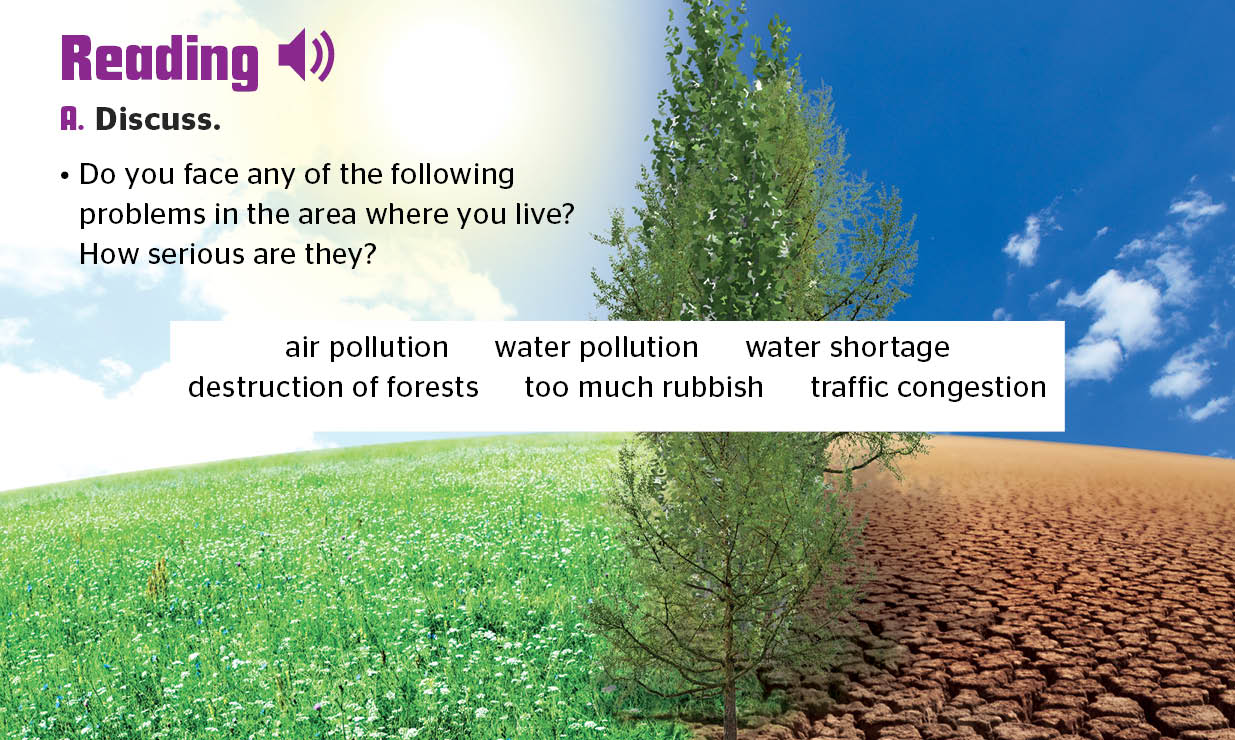 Reading
A. Discuss.
• Do you face any of the following
problems in the area where you live?
How serious are they?
air pollution water pollution water shortage
destruction of forests too much rubbish traffic congestion